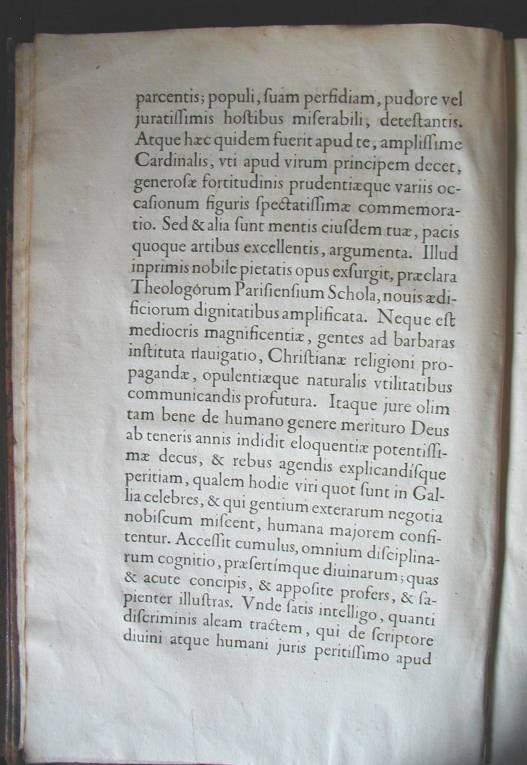 parcentis; populi, ſuam perfidiam, pudore vel
juratiſſimis hoſtibus miſerabili, deteſtantis.
Atque hæc quidem fuerit apud te, ampliſſime
Cardinalis, vti apud virum principem decet,
generoſæ fortitudinis prudentiæque variis oc-
caſionum figuris ſpectatiſſimæ commemora-
tio. Sed & alia ſunt mentis eiuſdem tuæ, pacis
quoque artibus excellentis, argumenta. Illud
inprimis nobile pietatis opus exſurgit, præclara
Theologórum Pariſienſium Schola, nouis ædi-
ficiorum dignitatibus amplificata. Neque eſt
mediocris magnificentiæ, gentes ad barbaras
inſtituta nauigatio, Chriſtianæ religioni pro-
pagandæ, opulentiæque naturalis vtilitatibus
communicandis profutura. Itaque jure olim
tam bene de humano genere merituro Deus
ab teneris annis indidit eloquentiæ potentiſſi-
mæ decus, & rebus agendis explicandíſque
peritiam, qualem hodie viri quot ſunt in Gal-
lia celebres, & qui gentium exterarum negotia
nobiſcum miſcent, humana majorem confi-
tentur. Acceſſit cumulus, omnium diſciplina-
rum cognitio, præſertímque diuinarum; quas
& acute concipis, & appoſite profers, & ſa-
pienter illuſtras. Vnde ſatis intelligo, quanti
diſcriminis aleam tractem, qui de ſcriptore
diuini atque humani juris peritiſſimo apud